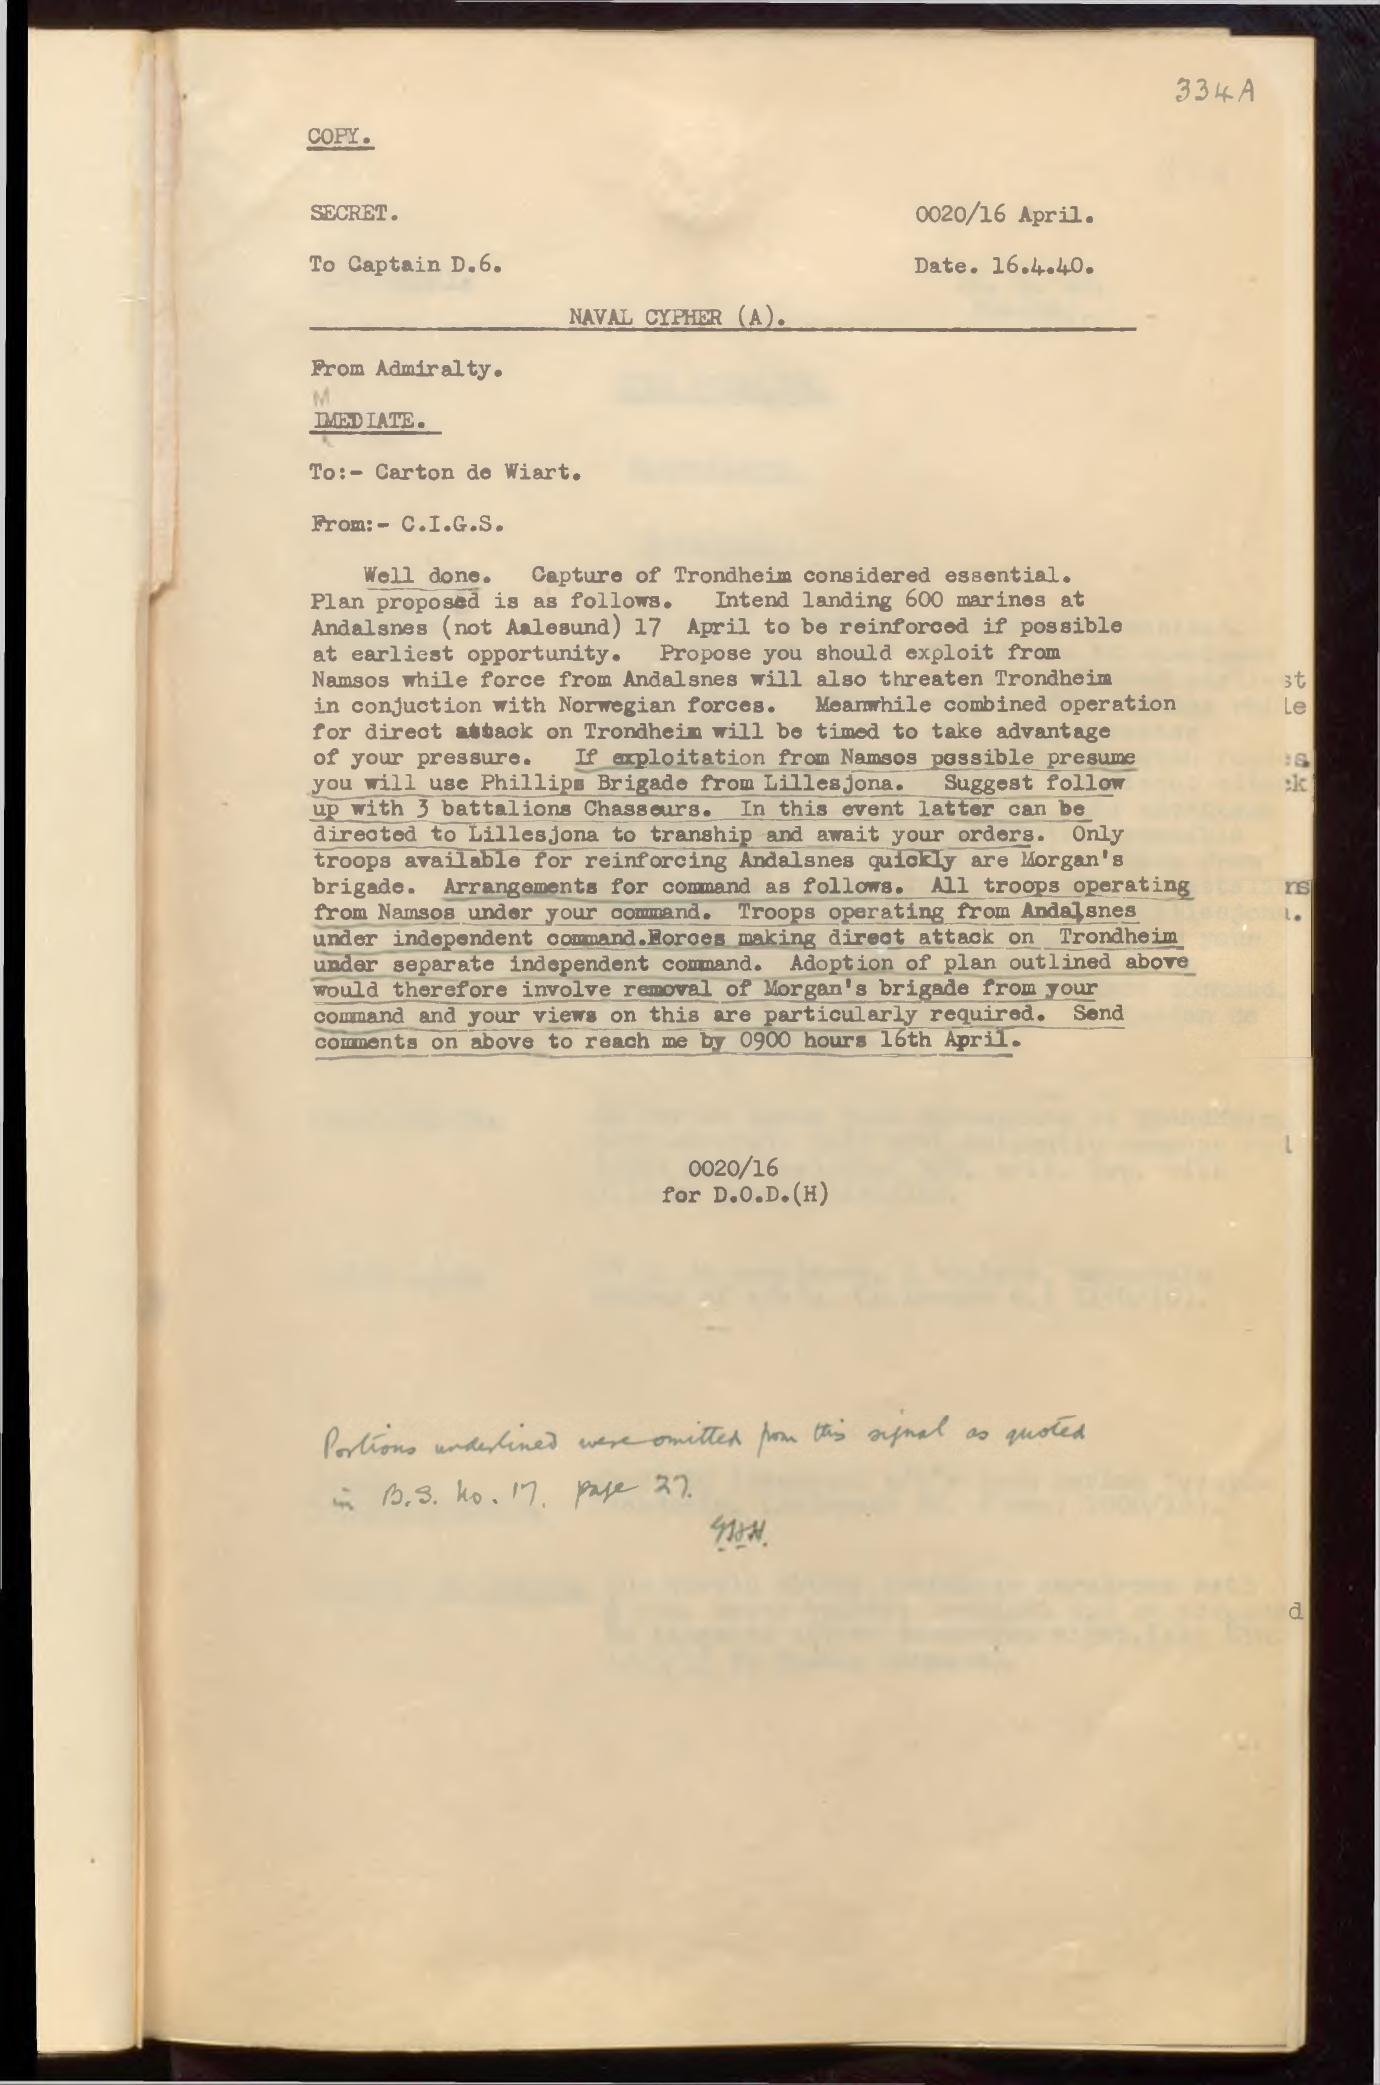 334A
COPY.
SECRET. 0020/16 April.
To Captain D.6. Date. 16.4.40.
NAVAL CYPHER (A).
From Admiralty.
M
IMEDIATE.
To:- Carton de Wiart.
From:- C.I.G.S.
Well done. Capture of Trondheim considered essential.
Plan proposed is as follows. Intend landing 600 marines at
Andalsnes (not Aalesund) 17 April to be reinforced if possible
at earliest opportunity. Propose you should exploit from
Namsos while force from Andalsnes will also threaten Trondheim
in conjuction with Norwegian forces. Meanwhile combined operation
for direct attack on Trondheim will be timed to take advantage
of your pressure. If exploitation from Namsos possible presume
you will use Phillips Brigade from Lillesjona. Suggest follow
up with 3 battalions Chasseurs. In this event latter can be
directed to Lillesjona to tranship and await your orders. Only
troops available for reinforcing Andalsnes quickly are Morgan's
brigade. Arrangements for command as follows. All troops operating
from Namsos under your command. Troops operating from Andalsnes
under independent command.Forces making direct attack on Trondheim
under separate independent command. Adoption of plan outlined above
would therefore involve removal of Morgan's brigade from your
command and your views on this are particularly required. Send
comments on above to reach me by 0900 hours 16th April.
0020/16
for D.O.D.(H)
Portions underlined were omitted from this signal as quoted
in B.S. No. 17. page 27.